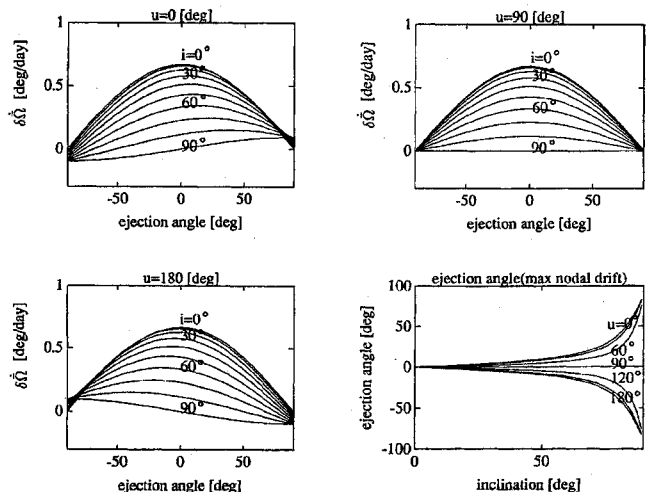 u=0 [deg]
1
0.5
0
δΩ̇ [deg/day]
i=0°
30°
60°
90°
-50
0
50
ejection angle [deg]
u=90 [deg]
1
0.5
0
δΩ̇ [deg/day]
i=0°
30°
60°
90°
-50
0
50
ejection angle [deg]
u=180 [deg]
1
0.5
0
δΩ̇ [deg/day]
i=0°
30°
60°
90°
-50
0
50
ejection angle [deg]
ejection angle(max nodal drift)
100
50
0
-50
-100
ejection angle [deg]
u=0°
60°
90°
120°
180°
0
50
inclination [deg]